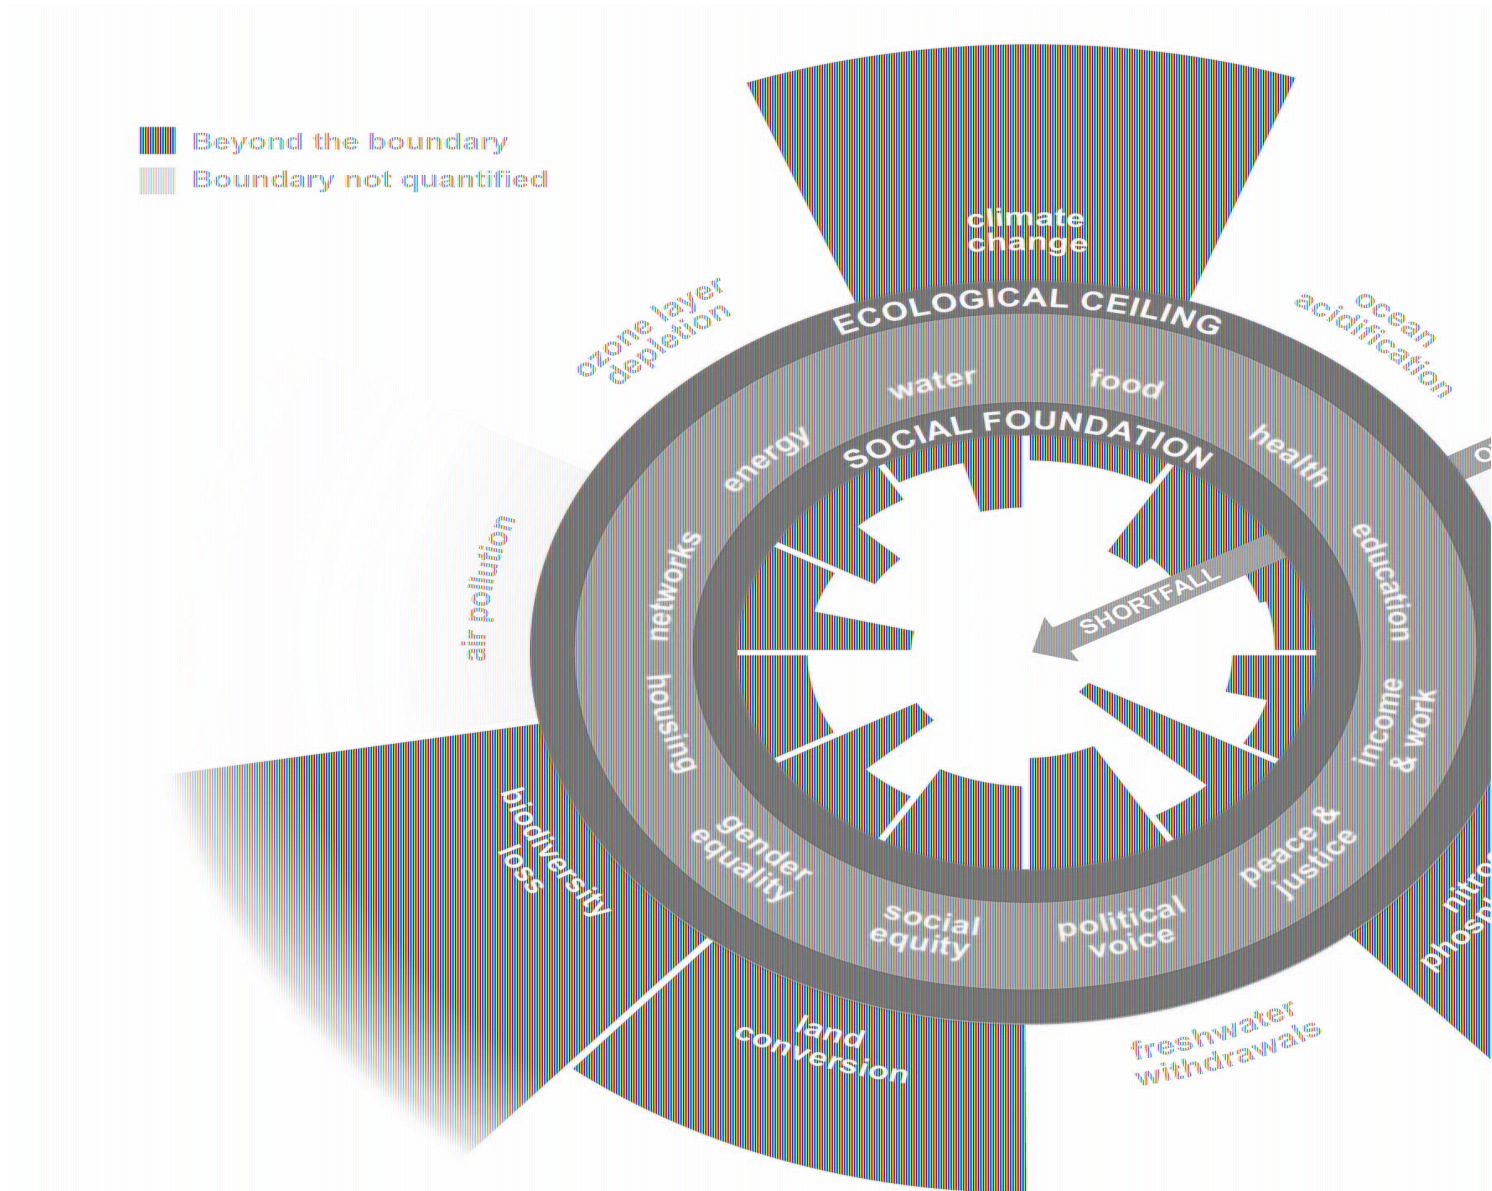 Beyond the boundary
Boundary not quantified
climate
change
ozone layer
depletion
ocean
acidification
ECOLOGICAL CEILING
water
food
SOCIAL FOUNDATION
energy
health
networks
education
air pollution
SHORTFALL
housing
income
& work
biodiversity
loss
gender
equality
peace &
justice
social
equity
political
voice
land
conversion
freshwater
withdrawals